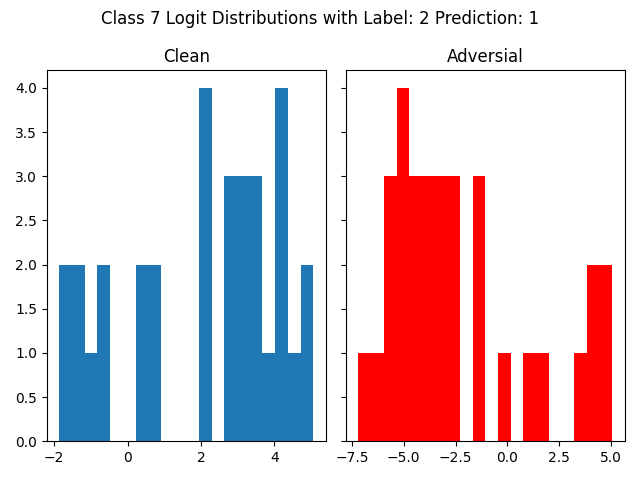 Class 7 Logit Distributions with Label: 2 Prediction: 1
Clean
Adversial
4.0
3.5
3.0
2.5
2.0
1.5
1.0
0.5
0.0
−2 0 2 4
−7.5 −5.0 −2.5 0.0 2.5 5.0